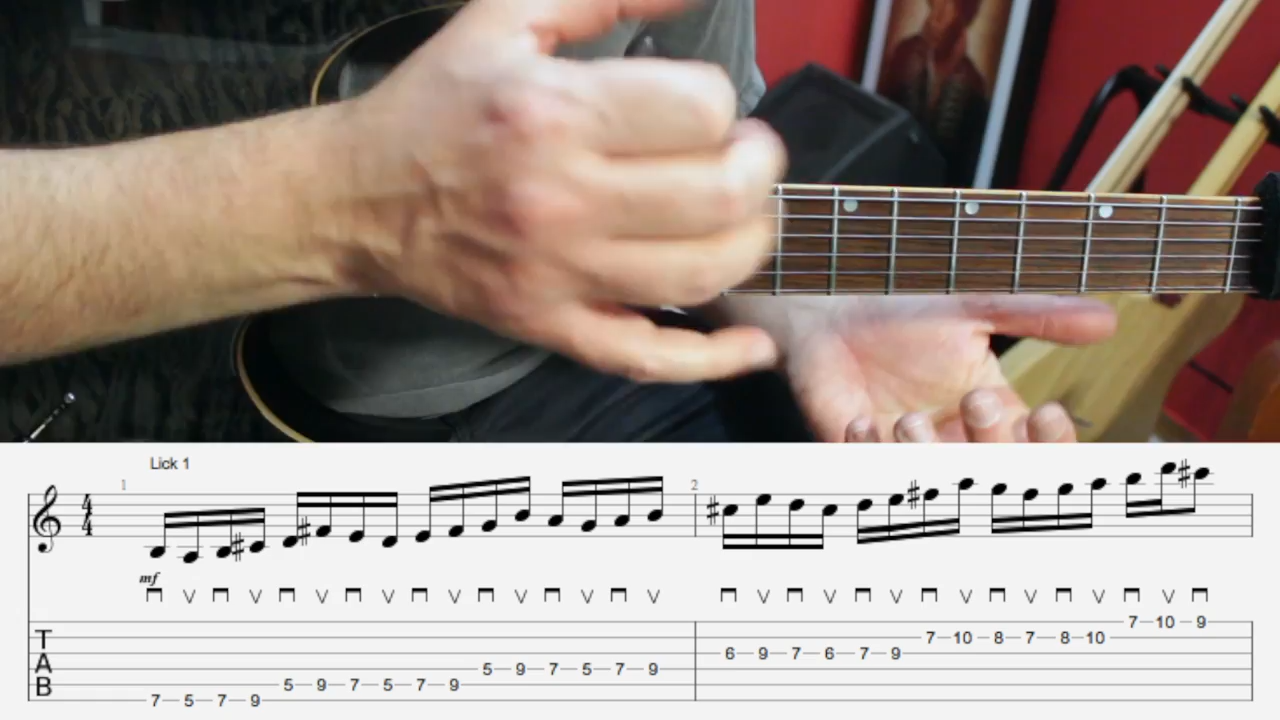 Lick 1
1 2
4
4
mf
7 10 9
T 7 10 8 7 8 10
6 9 7 6 7 9
A 5 9 7 5 7 9
B 5 9 7 5 7 9
7 5 7 9